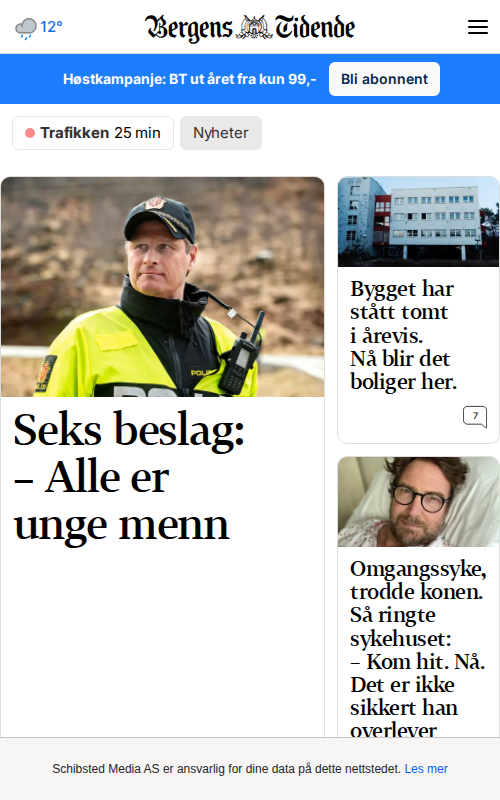 12°
Bergens Tidende
Høstkampanje: BT ut året fra kun 99,-
Bli abonnent
Trafikken 25 min
Nyheter
POLI
Seks beslag:
– Alle er
unge menn
Bygget har
stått tomt
i årevis.
Nå blir det
boliger her.
7
Omgangssyke,
trodde konen.
Så ringte
sykehuset:
– Kom hit. Nå.
Det er ikke
sikkert han
overlever
Schibsted Media AS er ansvarlig for dine data på dette nettstedet. Les mer